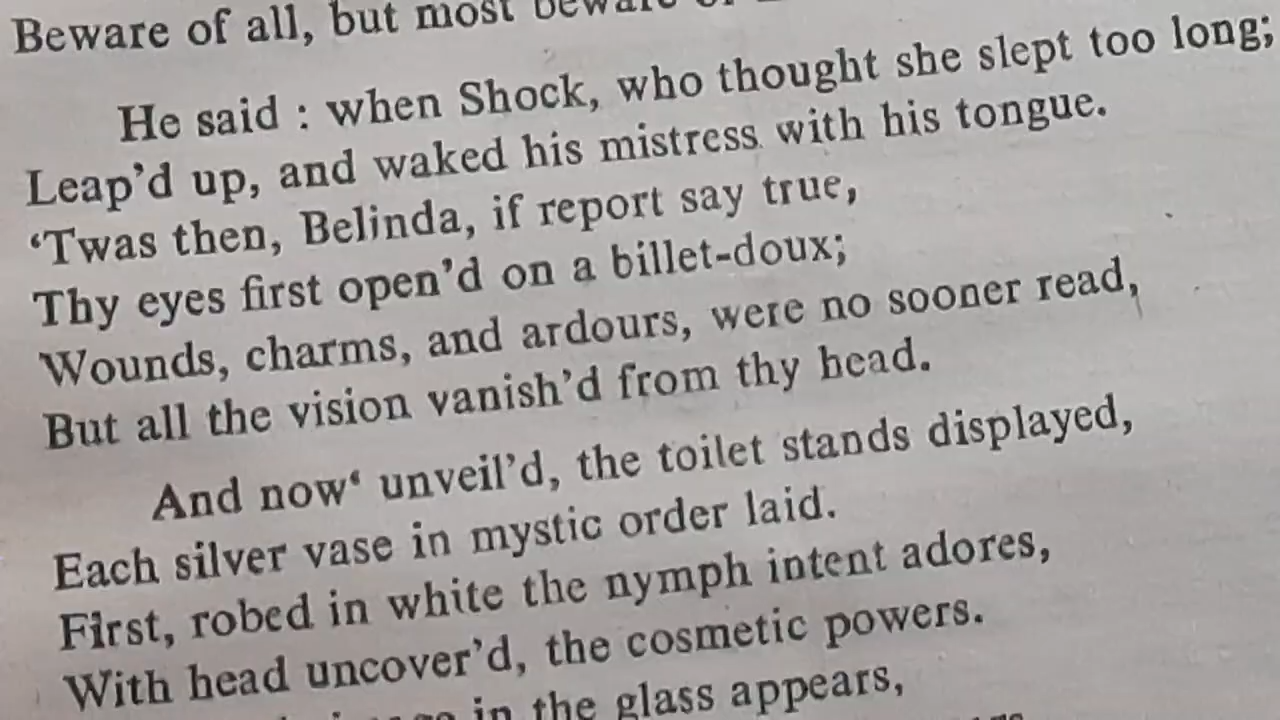 Beware of all, but most beware of
He said : when Shock, who thought she slept too long;
Leap’d up, and waked his mistress with his tongue.
‘Twas then, Belinda, if report say true,
Thy eyes first open’d on a billet-doux;
Wounds, charms, and ardours, were no sooner read,
But all the vision vanish’d from thy head.
And now‘ unveil’d, the toilet stands displayed,
Each silver vase in mystic order laid.
First, robed in white the nymph intent adores,
With head uncover’d, the cosmetic powers.
in the glass appears,